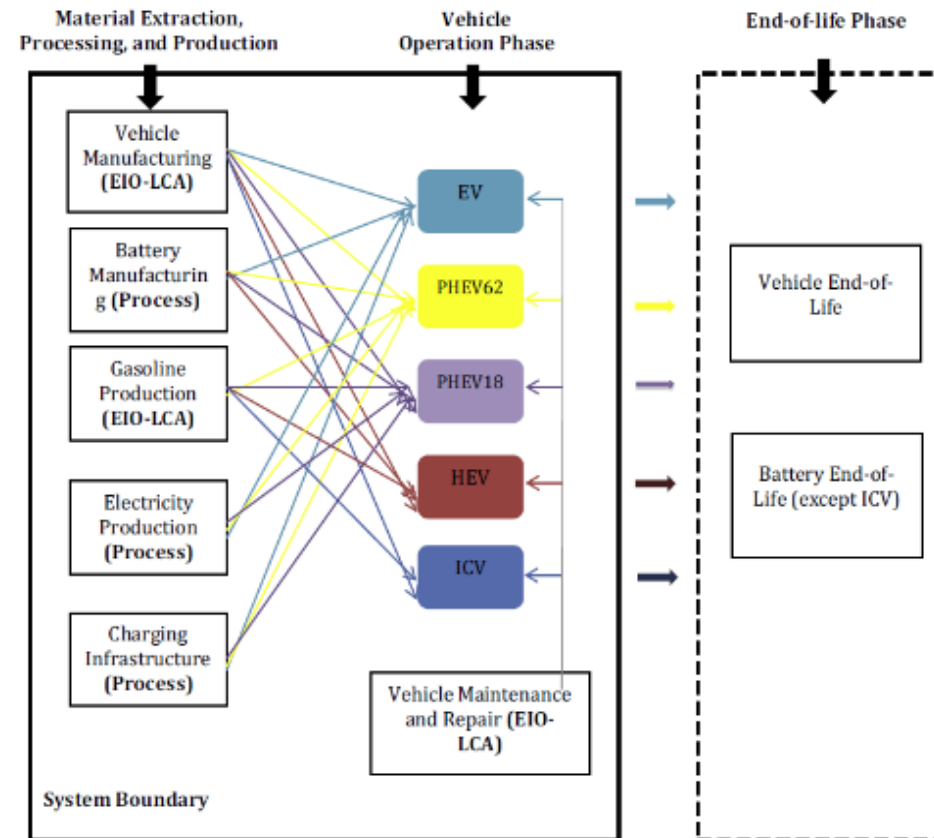 Material Extraction,
Processing, and Production
Vehicle
Operation Phase
End-of-life Phase
Vehicle
Manufacturing
(EIO-LCA)
Battery
Manufacturin
g (Process)
Gasoline
Production
(EIO-LCA)
Electricity
Production
(Process)
Charging
Infrastructure
(Process)
EV
PHEV62
PHEV18
HEV
ICV
Vehicle Maintenance
and Repair (EIO-
LCA)
Vehicle End-of-
Life
Battery End-of-
Life (except ICV)
System Boundary